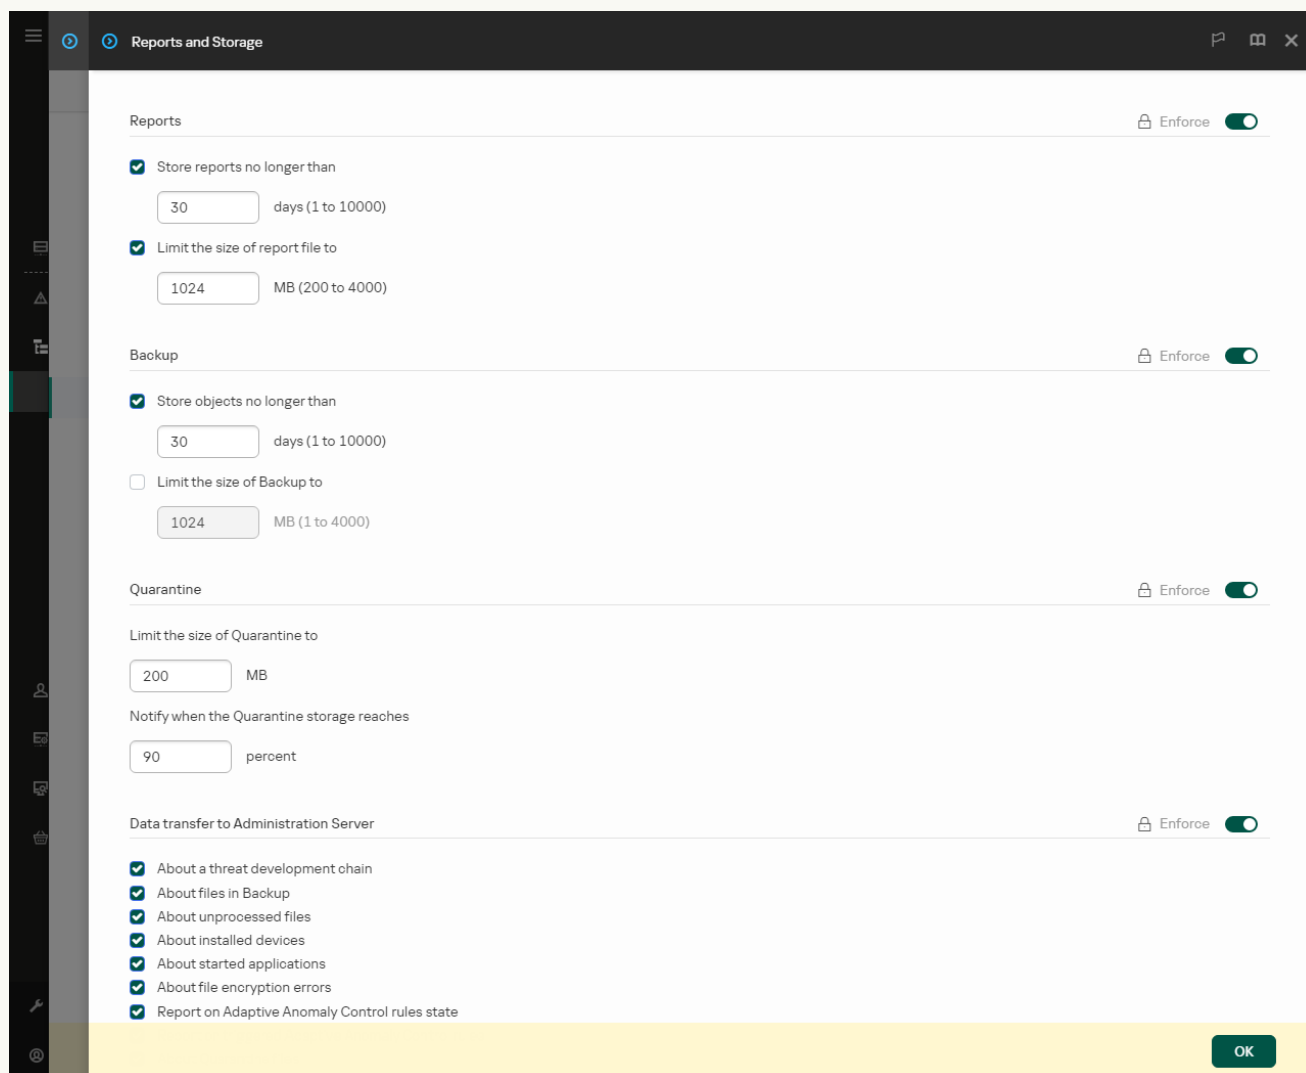 Reports and Storage
Reports
Enforce
Store reports no longer than
30 days (1 to 10000)
Limit the size of report file to
1024 MB (200 to 4000)
Backup
Enforce
Store objects no longer than
30 days (1 to 10000)
Limit the size of Backup to
1024 MB (1 to 4000)
Quarantine
Enforce
Limit the size of Quarantine to
200 MB
Notify when the Quarantine storage reaches
90 percent
Data transfer to Administration Server
Enforce
About a threat development chain
About files in Backup
About unprocessed files
About installed devices
About started applications
About file encryption errors
Report on Adaptive Anomaly Control rules state
OK